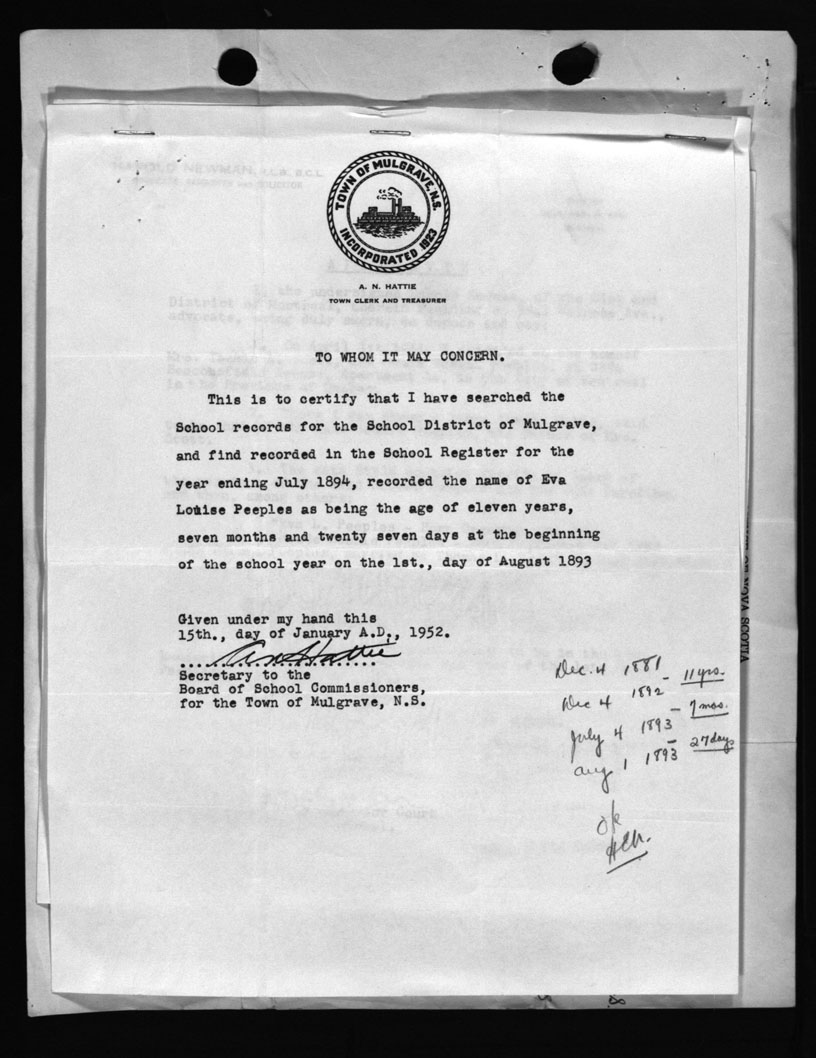 HAROLD NEWMAN,
TOWN OF MULGRAVE, N.S.
INCORPORATED 1923
A. N. HATTIE
TOWN CLERK AND TREASURER
TO WHOM IT MAY CONCERN.
This is to certify that I have searched the
School records for the School District of Mulgrave,
and find recorded in the School Register for the
year ending July 1894, recorded the name of Eva
Louise Peeples as being the age of eleven years,
seven months and twenty seven days at the beginning
of the school year on the 1st., day of August 1893
Given under my hand this
15th., day of January A.D., 1952.
A N Hattie
Secretary to the
Board of School Commissioners,
for the Town of Mulgrave, N.S.
Dec. 4 1881
Dec 4 1892 - 11 yrs.
July 4 1893 - 7 mos.
Aug 1 1893 - 27 days
ok
NOVA SCOTIA